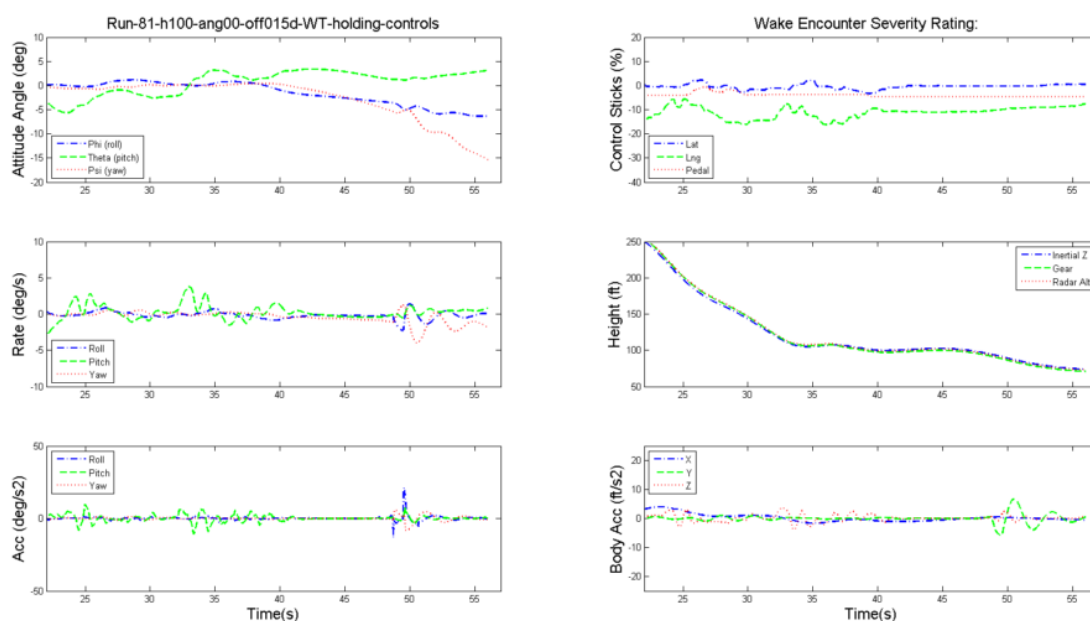 Run-81-h100-ang00-off015d-WT-holding-controls
Attitude Angle (deg)
10
5
0
-5
-10
-15
-20
Phi (roll)
Theta (pitch)
Psi (yaw)
25 30 35 40 45 50 55
Wake Encounter Severity Rating:
Control Sticks (%)
20
10
0
-10
-20
-30
-40
Lat
Lng
Pedal
25 30 35 40 45 50 55
Rate (deg/s)
10
5
0
-5
-10
Roll
Pitch
Yaw
25 30 35 40 45 50 55
Height (ft)
250
200
150
100
50
Inertial Z
Gear
Radar Alt
25 30 35 40 45 50 55
Acc (deg/s2)
50
0
-50
Roll
Pitch
Yaw
25 30 35 40 45 50 55
Time(s)
Body Acc (ft/s2)
20
10
0
-10
-20
X
Y
Z
25 30 35 40 45 50 55
Time(s)